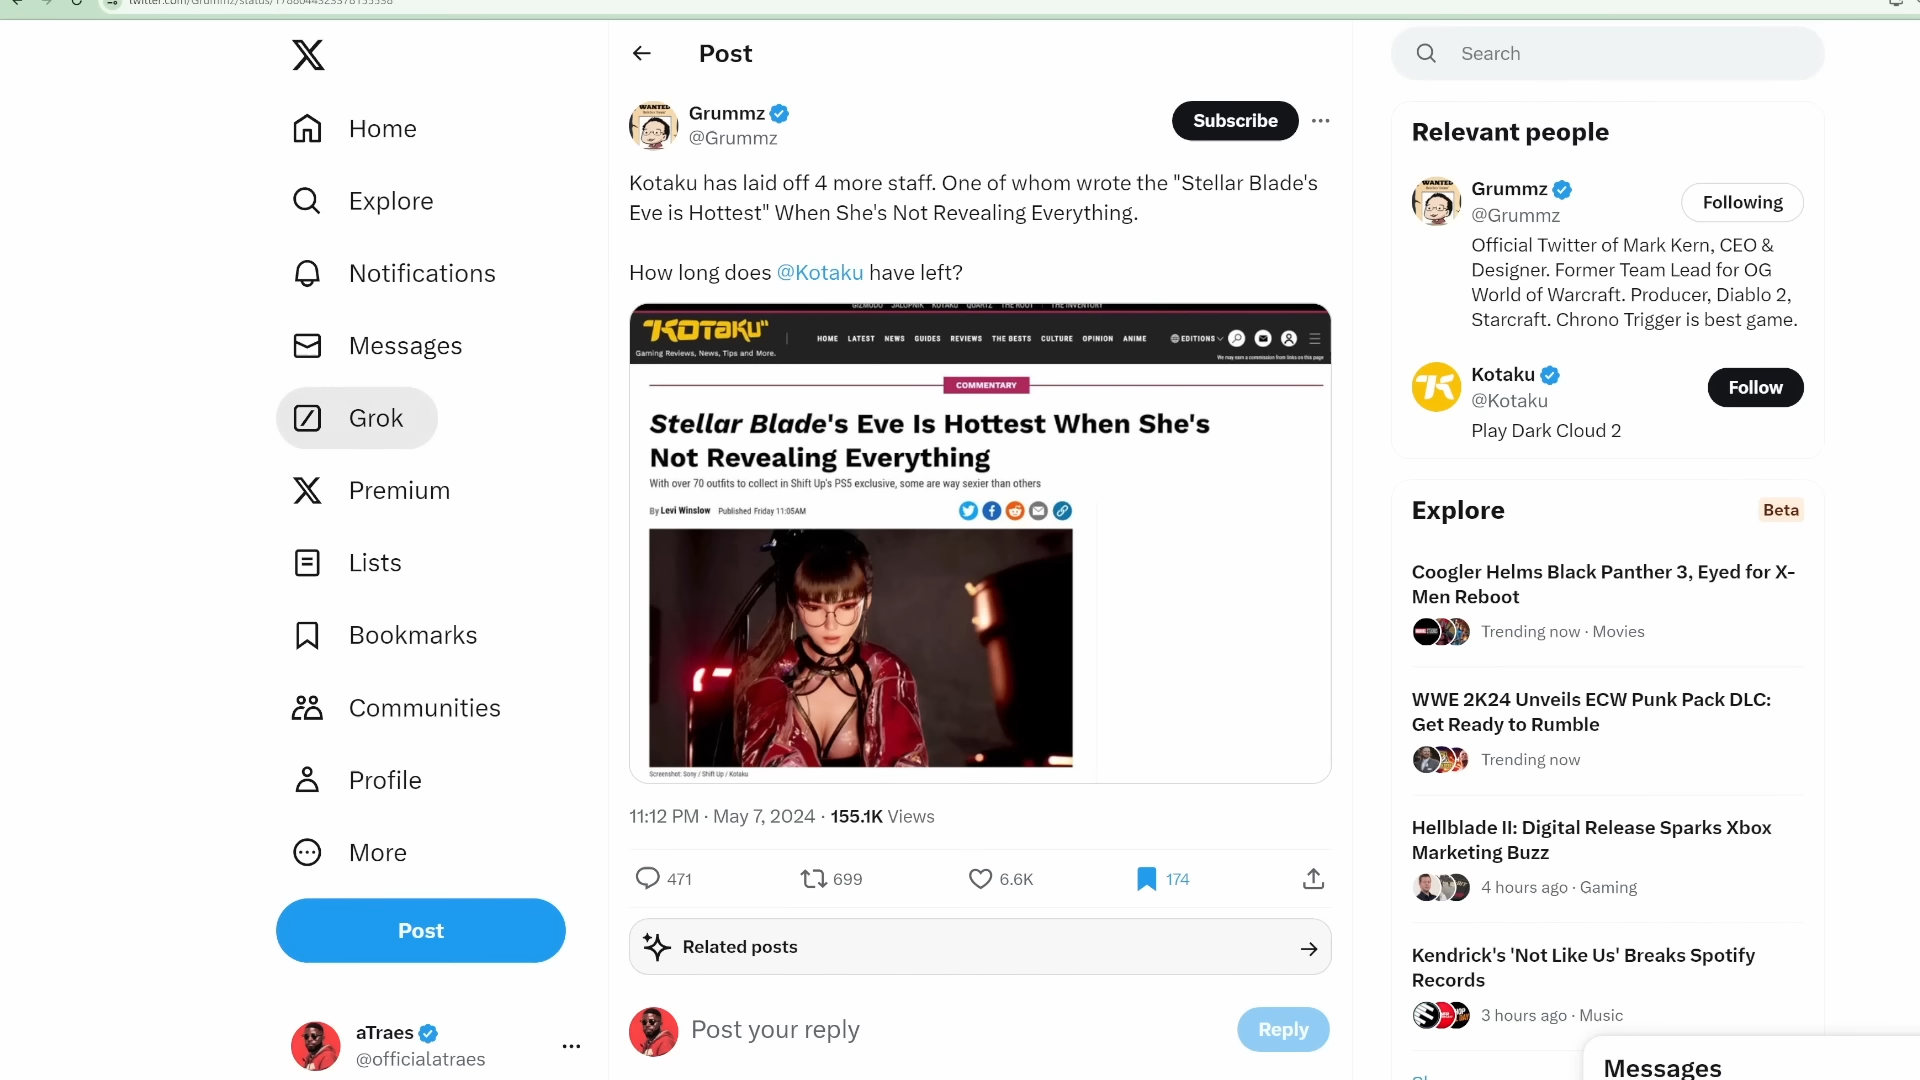 twitter.com/Grummz/status/1788044323378155538
Home
Explore
Notifications
Messages
Grok
Premium
Lists
Bookmarks
Communities
Profile
More
Post
aTraes
@officialatraes
Post
Grummz
@Grummz
Subscribe
Kotaku has laid off 4 more staff. One of whom wrote the "Stellar Blade's
Eve is Hottest" When She's Not Revealing Everything.
How long does @Kotaku have left?
GIZMODO JALOPNIK KOTAKU QUARTZ THE ROOT THE INVENTORY
KOTAKU
Gaming Reviews, News, Tips and More.
HOME LATEST NEWS GUIDES REVIEWS THE BESTS CULTURE OPINION ANIME EDITIONS
We may earn a commission from links on this page
COMMENTARY
Stellar Blade's Eve Is Hottest When She's
Not Revealing Everything
With over 70 outfits to collect in Shift Up's PS5 exclusive, some are way sexier than others
By Levi Winslow Published Friday 11:05AM
Screenshot: Sony / Shift Up / Kotaku
11:12 PM · May 7, 2024 · 155.1K Views
471 699 6.6K 174
Related posts
Post your reply
Reply
Search
Relevant people
Grummz
@Grummz
Following
Official Twitter of Mark Kern, CEO &
Designer. Former Team Lead for OG
World of Warcraft. Producer, Diablo 2,
Starcraft. Chrono Trigger is best game.
Kotaku
@Kotaku
Follow
Play Dark Cloud 2
Explore
Beta
Coogler Helms Black Panther 3, Eyed for X-
Men Reboot
Trending now · Movies
WWE 2K24 Unveils ECW Punk Pack DLC:
Get Ready to Rumble
Trending now
Hellblade II: Digital Release Sparks Xbox
Marketing Buzz
4 hours ago · Gaming
Kendrick's 'Not Like Us' Breaks Spotify
Records
3 hours ago · Music
Messages